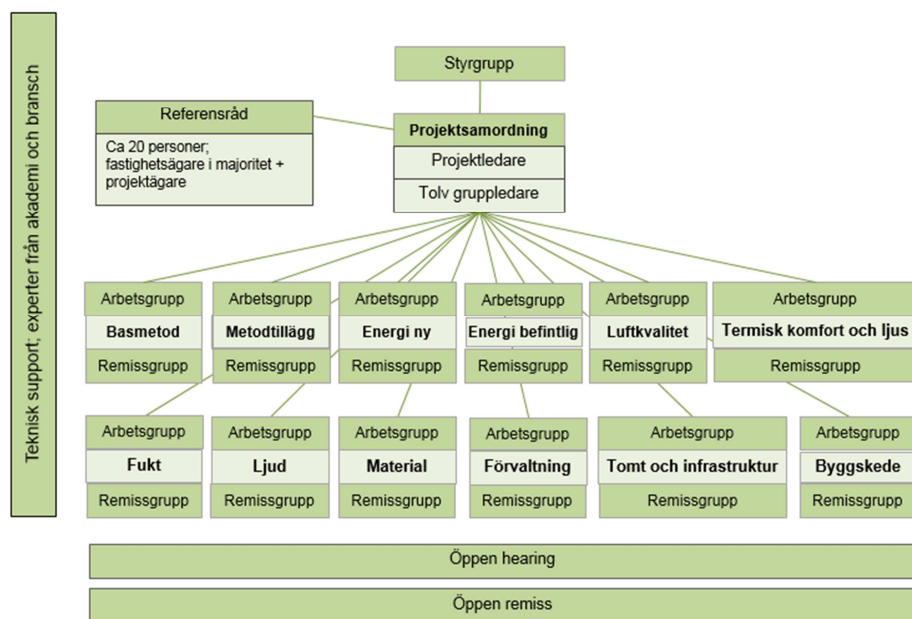 Teknisk support; experter från akademi och bransch
Styrgrupp
Referensråd
Ca 20 personer;
fastighetsägare i majoritet +
projektägare
Projektsamordning
Projektledare
Tolv gruppledare
Arbetsgrupp
Basmetod
Remissgrupp
Arbetsgrupp
Metodtillägg
Remissgrupp
Arbetsgrupp
Energi ny
Remissgrupp
Arbetsgrupp
Energi befintlig
Remissgrupp
Arbetsgrupp
Luftkvalitet
Remissgrupp
Arbetsgrupp
Termisk komfort och ljus
Remissgrupp
Arbetsgrupp
Fukt
Remissgrupp
Arbetsgrupp
Ljud
Remissgrupp
Arbetsgrupp
Material
Remissgrupp
Arbetsgrupp
Förvaltning
Remissgrupp
Arbetsgrupp
Tomt och infrastruktur
Remissgrupp
Arbetsgrupp
Byggskede
Remissgrupp
Öppen hearing
Öppen remiss